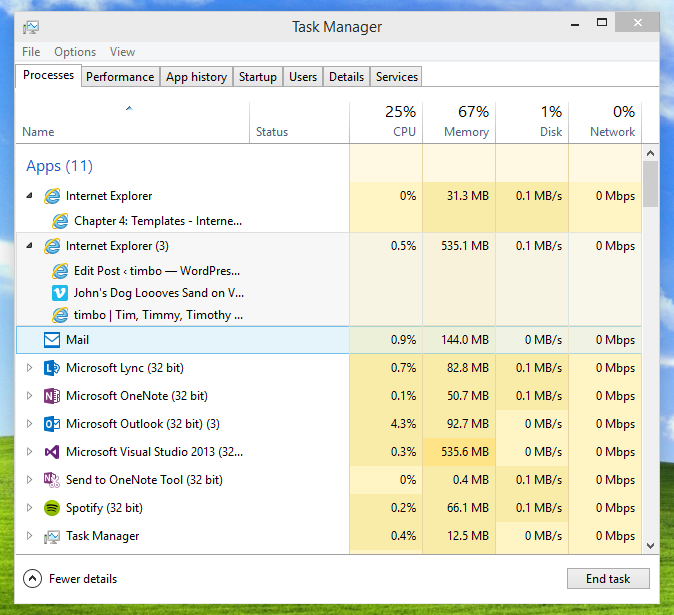 Task Manager
File Options View
Processes Performance App history Startup Users Details Services
25% 67% 1% 0%
Name Status CPU Memory Disk Network
Apps (11)
Internet Explorer 0% 31.3 MB 0.1 MB/s 0 Mbps
Chapter 4: Templates - Interne...
Internet Explorer (3) 0.5% 535.1 MB 0.1 MB/s 0 Mbps
Edit Post ‹ timbo — WordPres...
John's Dog Loooves Sand on V...
timbo | Tim, Timmy, Timothy ...
Mail 0.9% 144.0 MB 0 MB/s 0 Mbps
Microsoft Lync (32 bit) 0.7% 82.8 MB 0.1 MB/s 0 Mbps
Microsoft OneNote (32 bit) 0.1% 50.7 MB 0.1 MB/s 0 Mbps
Microsoft Outlook (32 bit) (3) 4.3% 92.7 MB 0 MB/s 0 Mbps
Microsoft Visual Studio 2013 (32... 0.3% 535.6 MB 0 MB/s 0 Mbps
Send to OneNote Tool (32 bit) 0% 0.4 MB 0.1 MB/s 0 Mbps
Spotify (32 bit) 0.2% 66.1 MB 0.1 MB/s 0 Mbps
Task Manager 0.4% 12.5 MB 0 MB/s 0 Mbps
Fewer details End task